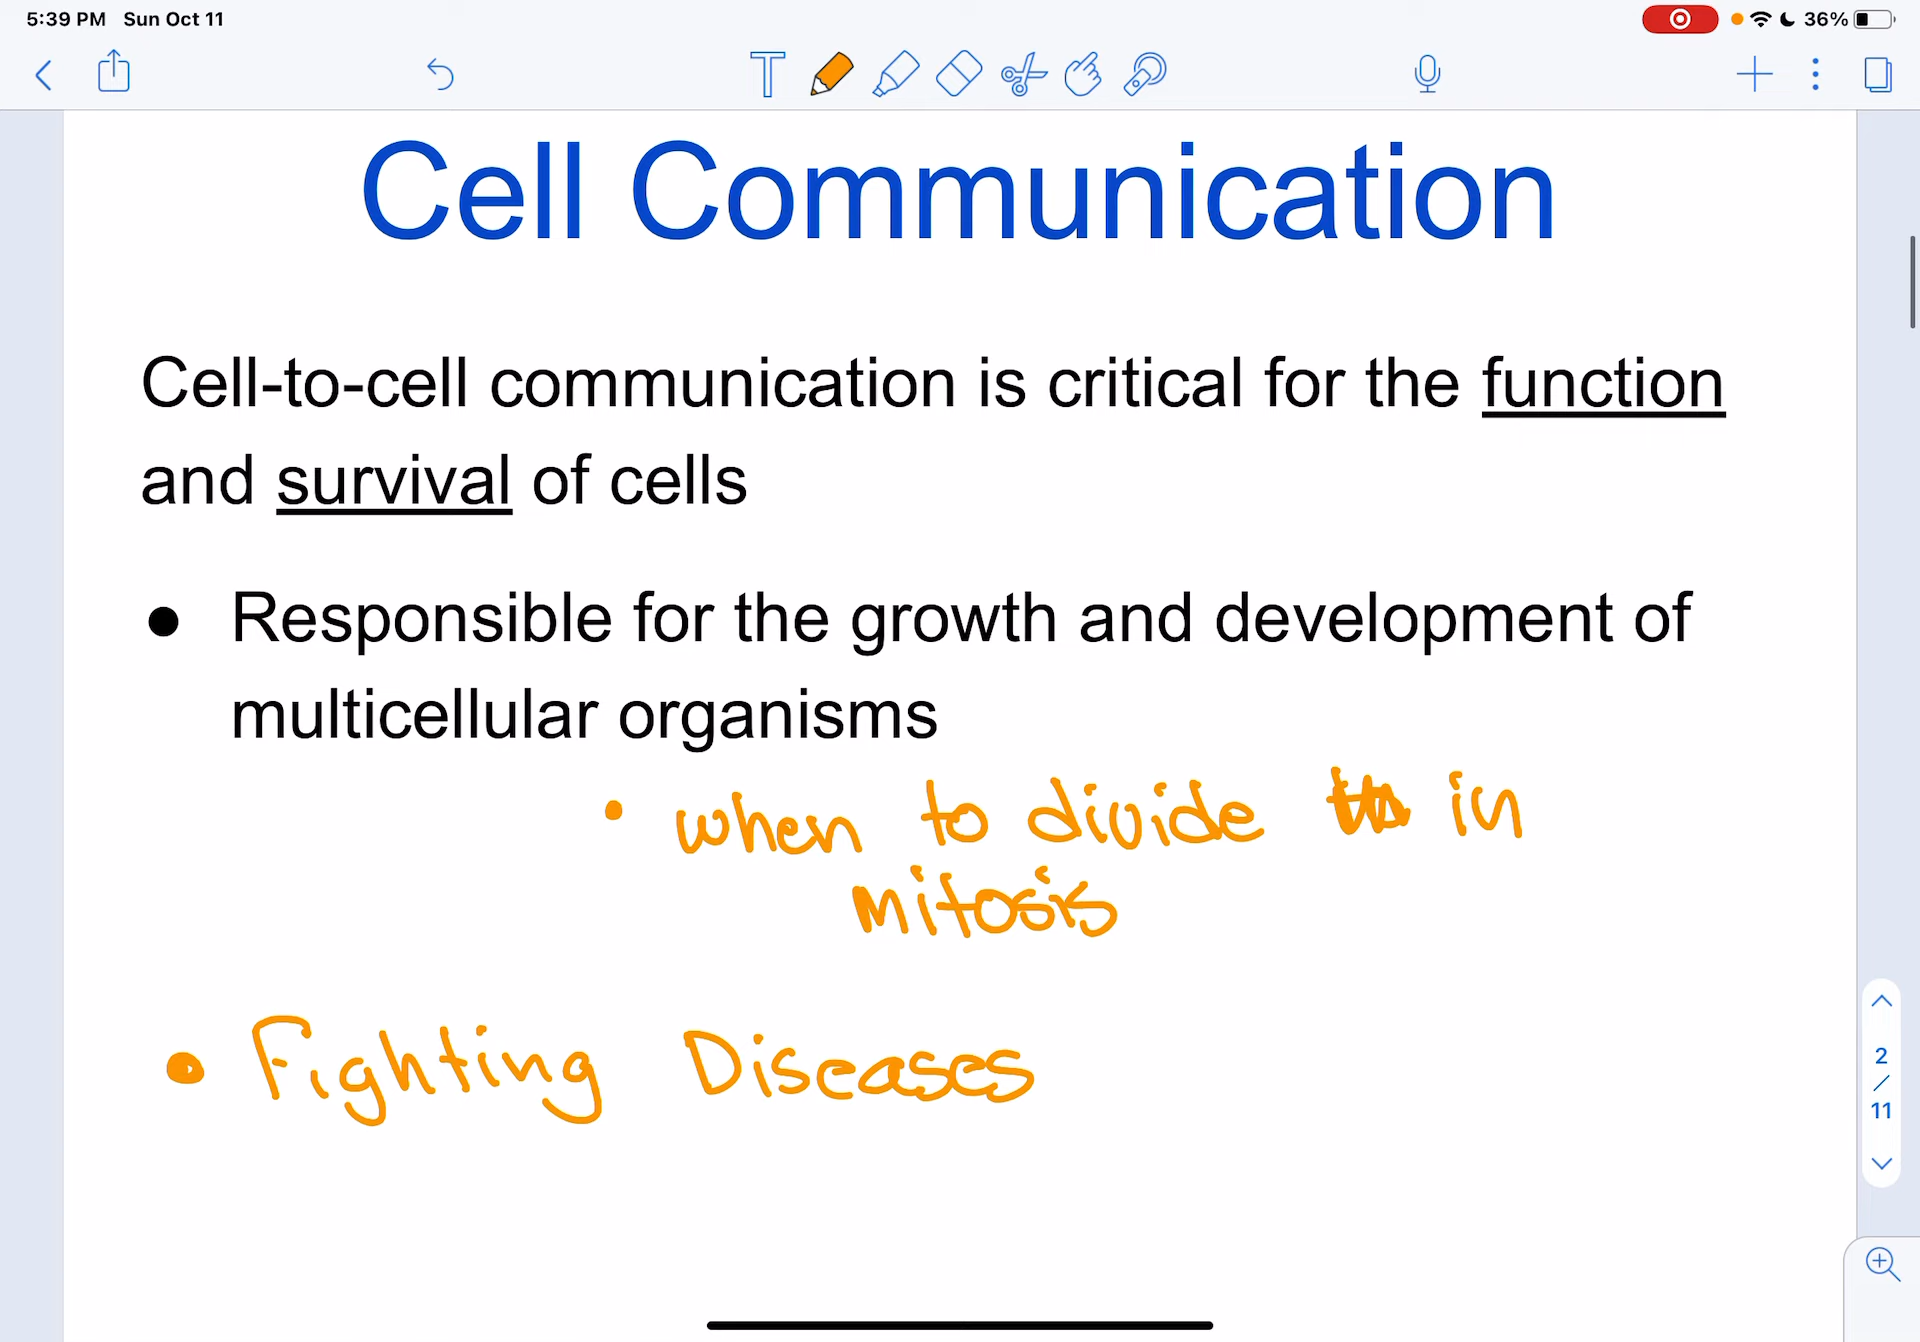 5:39 PM Sun Oct 11 36%
Cell Communication
Cell-to-cell communication is critical for the function
and survival of cells
● Responsible for the growth and development of
multicellular organisms
• when to divide in
mitosis
• Fighting Diseases
2
/
11